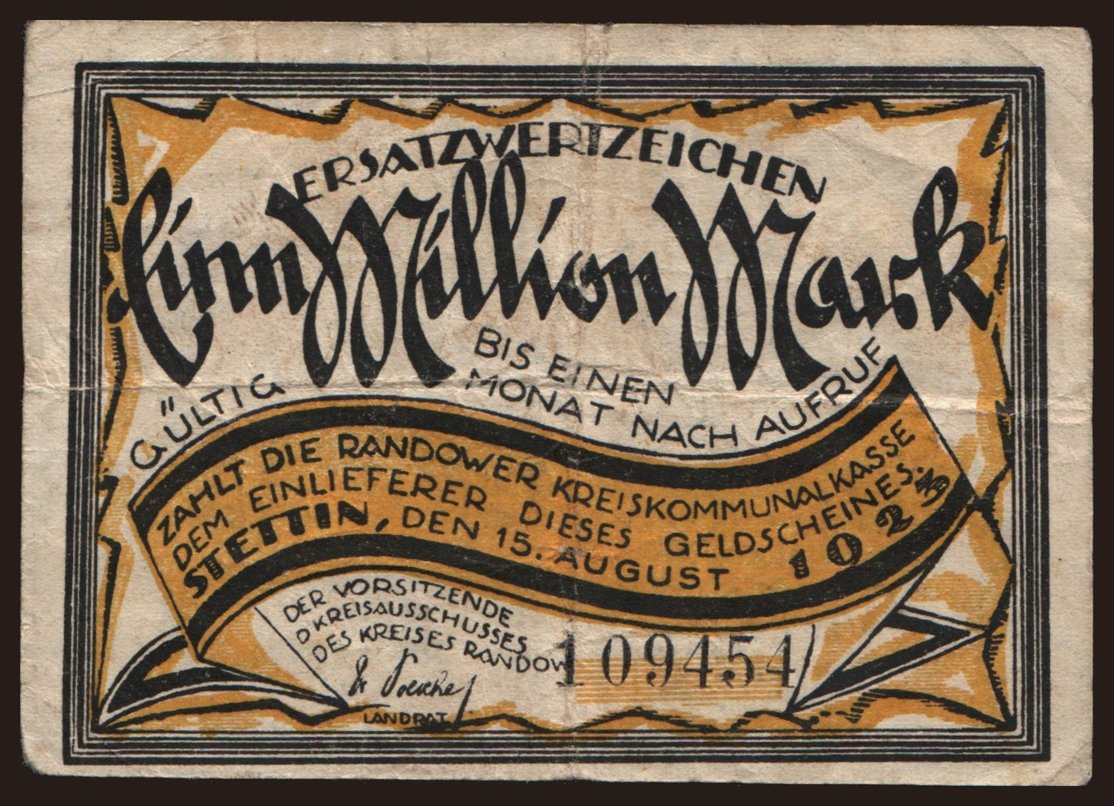 ERSATZWERTZEICHEN
Eine Million Mark
GÜLTIG BIS EINEN
MONAT NACH AUFRUF
ZAHLT DIE RANDOWER KREISKOMMUNALKASSE
DEM EINLIEFERER DIESES GELDSCHEINES.
STETTIN, DEN 15. AUGUST 1923
DER VORSITZENDE
D KREISAUSSCHUSSES
DES KREISES RANDOW
109454
LANDRAT